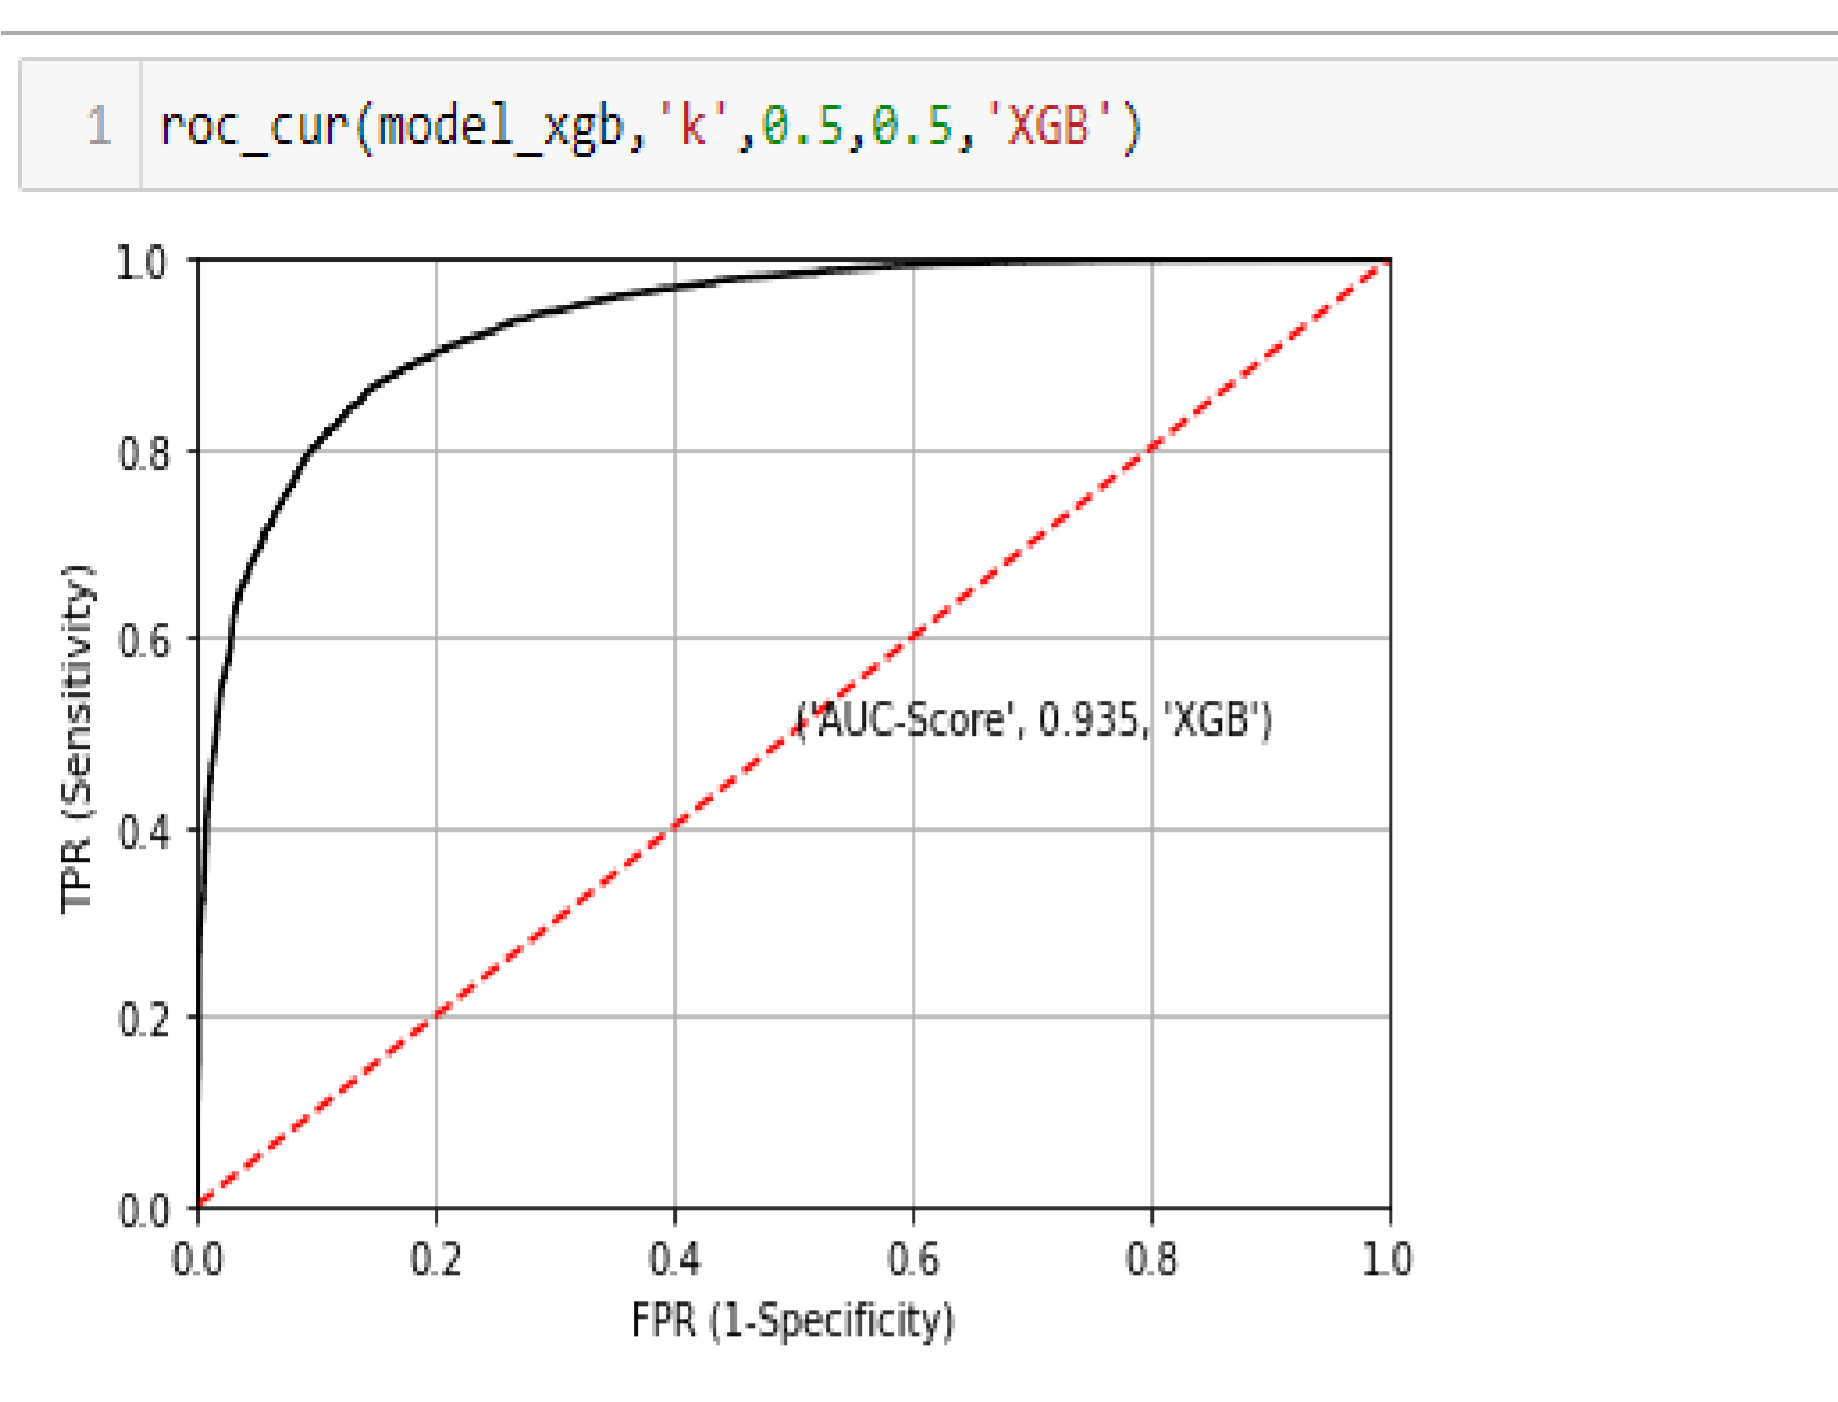 1 roc_cur(model_xgb,'k',0.5,0.5,'XGB')
1.0
0.8
0.6
0.4
0.2
0.0
TPR (Sensitivity)
('AUC-Score', 0.935, 'XGB')
0.0 0.2 0.4 0.6 0.8 1.0
FPR (1-Specificity)